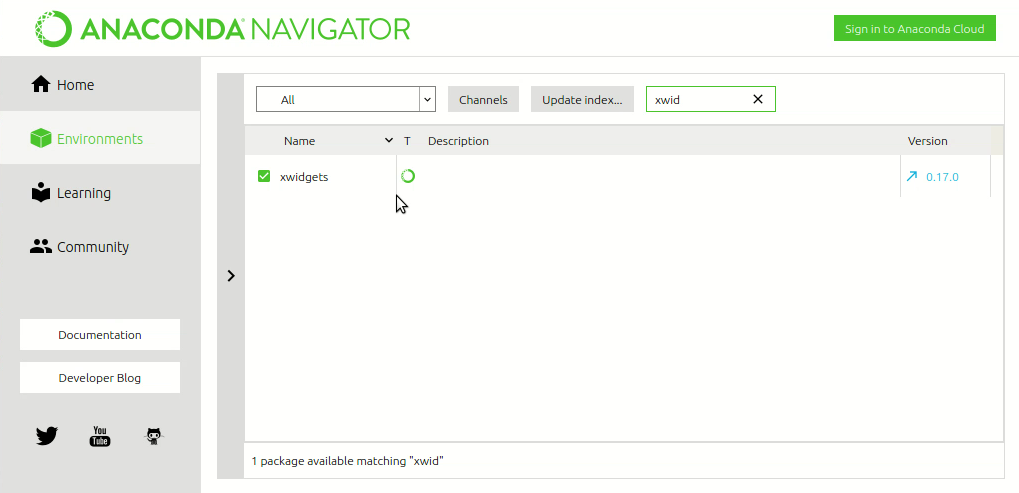 ANACONDA NAVIGATOR
Sign in to Anaconda Cloud
Home
Environments
Learning
Community
Documentation
Developer Blog
You
Tube
All
Channels
Update index...
xwid
Name
T
Description
Version
xwidgets
0.17.0
1 package available matching "xwid"